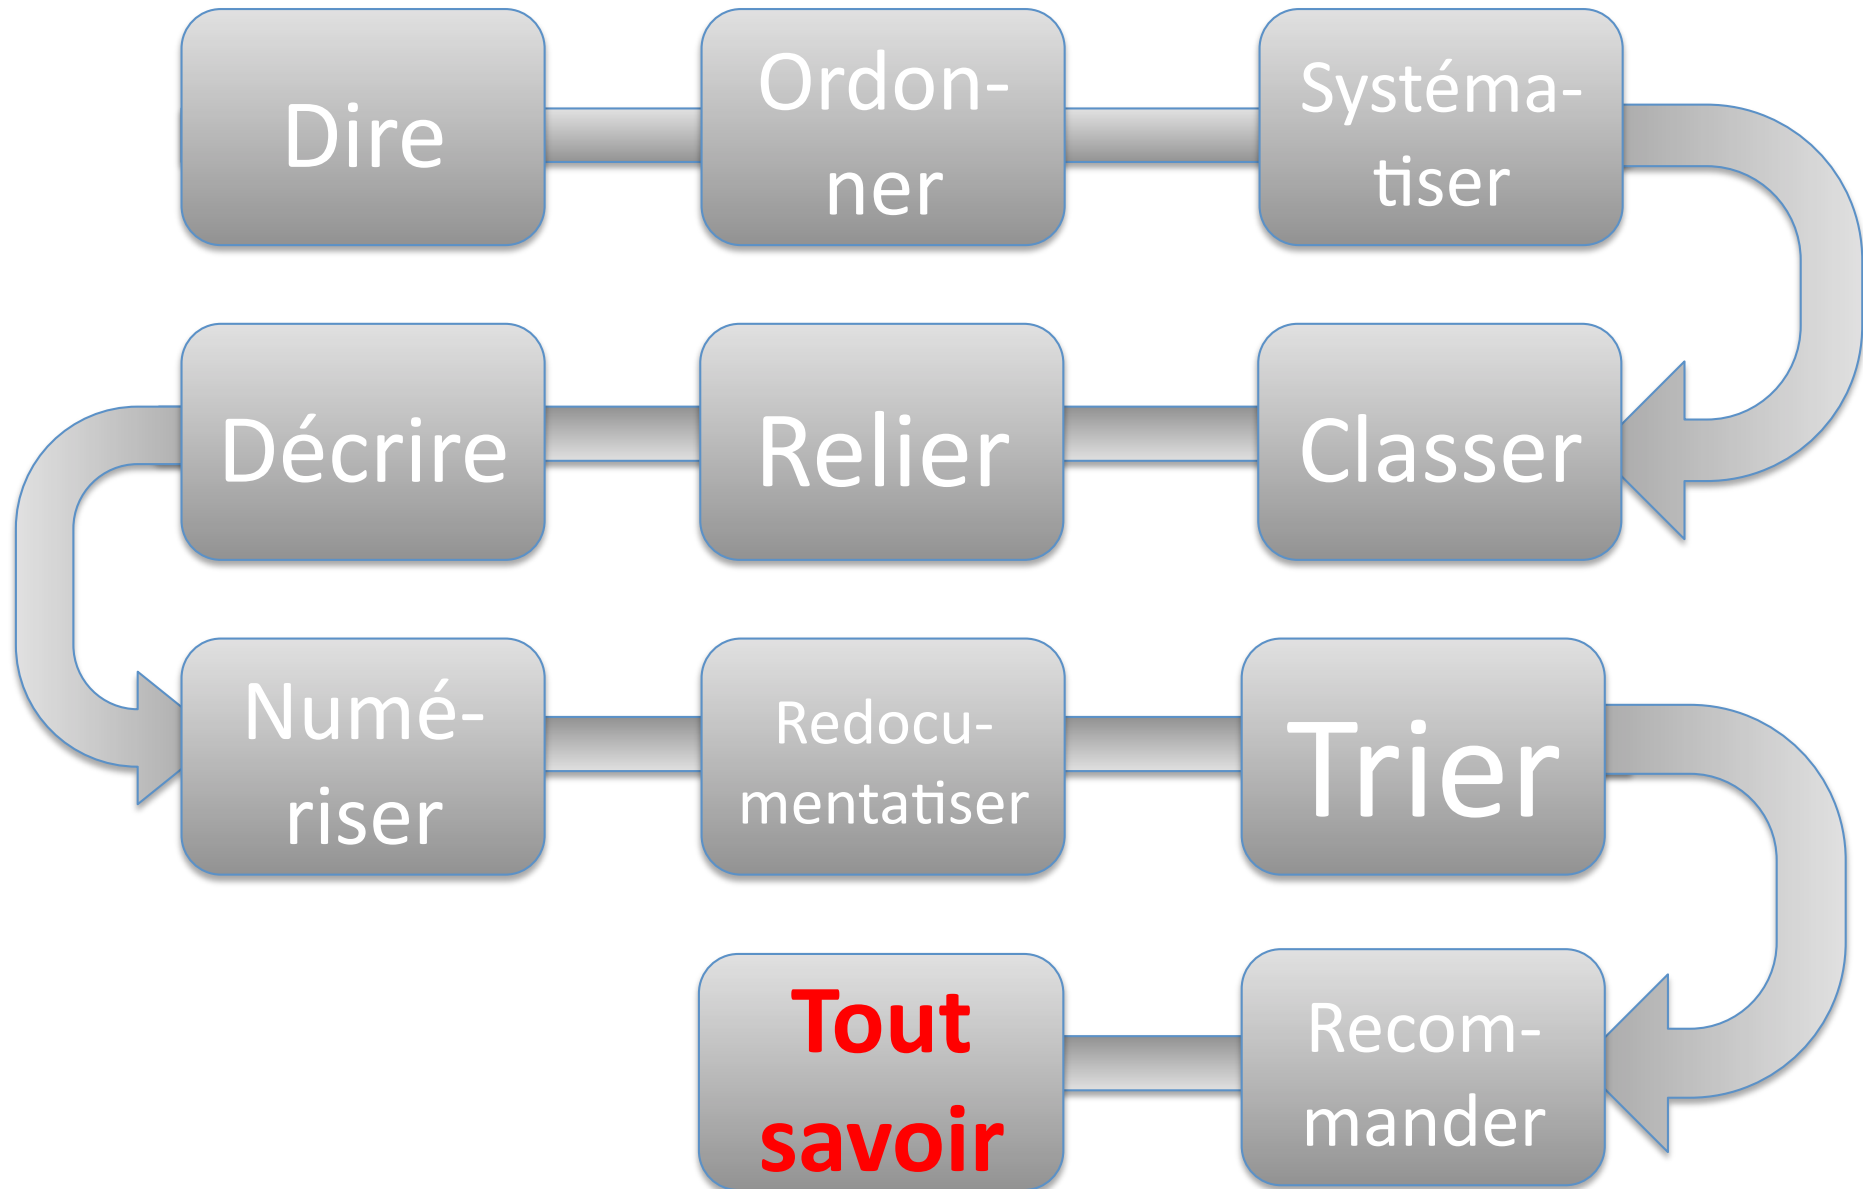 Dire
Ordon-
ner
Systéma-
tiser
Classer
Relier
Décrire
Numé-
riser
Redocu-
mentatiser
Trier
Recom-
mander
Tout
savoir